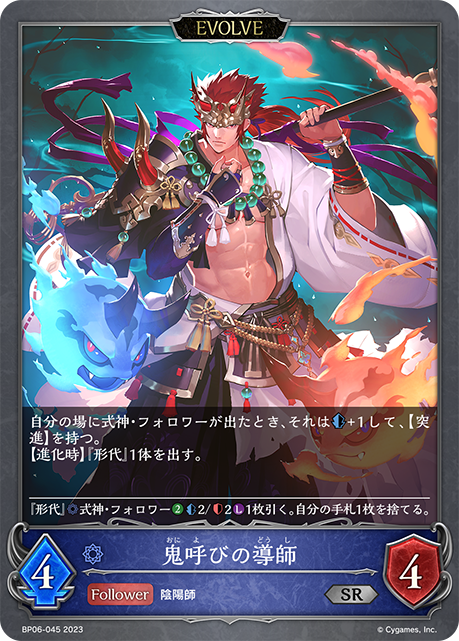 EVOLVE
自分の場に式神・フォロワーが出たとき、それは+1して、【突
進】を持つ。
【進化時】『形代』1体を出す。
『形代』式神・フォロワー2 2/2 L 1枚引く。自分の手札1枚を捨てる。
おに よ どう し
4 鬼呼びの導師 4
Follower 陰陽師 SR
BP06-045 2023 © Cygames, Inc.